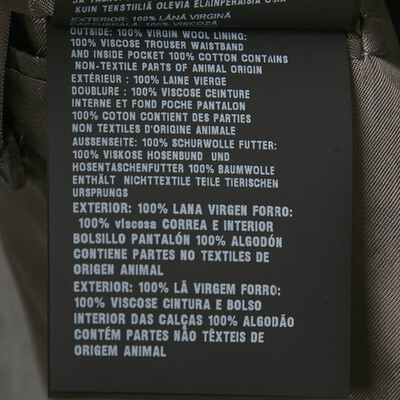 KUIN TEKSTIILIÄ OLEVIA ELÄINPERÄISIÄ OSIA
EXTERIOR: 100% LÂNĂ VIRGINĂ
OUTSIDE: 100% VIRGIN WOOL LINING:
100% VISCOSE TROUSER WAISTBAND
AND INSIDE POCKET 100% COTTON CONTAINS
NON-TEXTILE PARTS OF ANIMAL ORIGIN
EXTÉRIEUR : 100% LAINE VIERGE
DOUBLURE : 100% VISCOSE CEINTURE
INTERNE ET FOND POCHE PANTALON
100% COTON CONTIENT DES PARTIES
NON TEXTILES D'ORIGINE ANIMALE
AUSSENSEITE: 100% SCHURWOLLE FUTTER:
100% VISKOSE HOSENBUND UND
HOSENTASCHENFUTTER 100% BAUMWOLLE
ENTHÄLT NICHTTEXTILE TEILE TIERISCHEN
URSPRUNGS
EXTERIOR: 100% LANA VIRGEN FORRO:
100% viscosa CORREA E INTERIOR
BOLSILLO PANTALÓN 100% ALGODÓN
CONTIENE PARTES NO TEXTILES DE
ORIGEN ANIMAL
EXTERIOR: 100% LÃ VIRGEM FORRO:
100% VISCOSE CINTURA E BOLSO
INTERIOR DAS CALÇAS 100% ALGODÃO
CONTÉM PARTES NÃO TÊXTEIS DE
ORIGEM ANIMAL